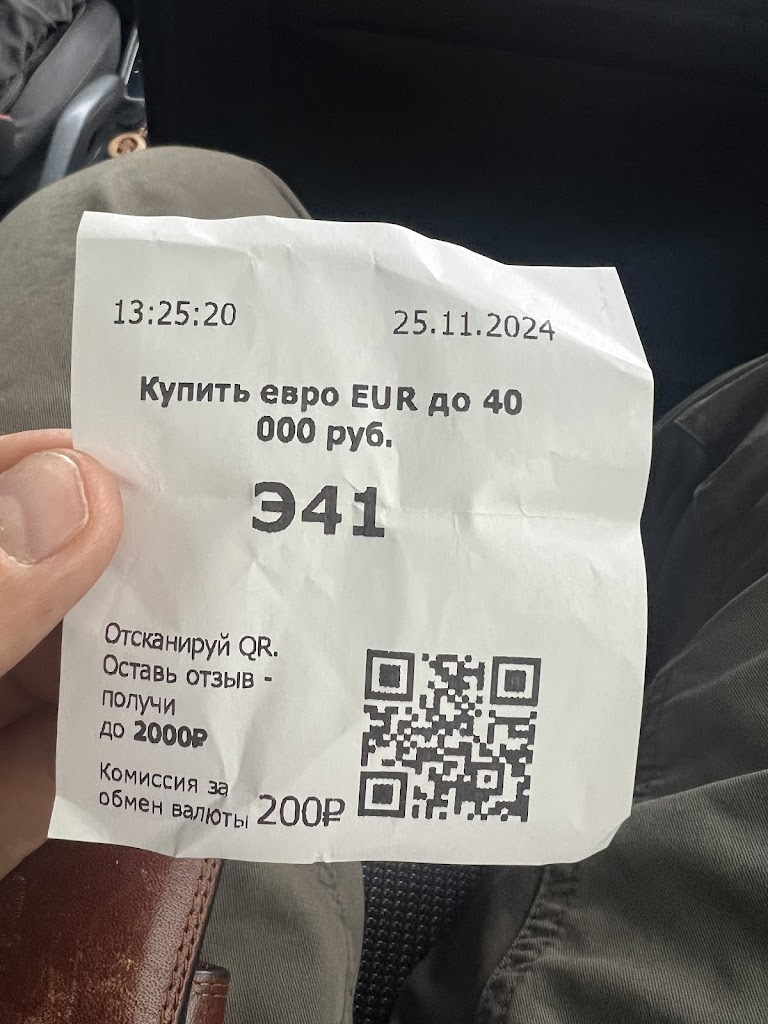 13:25:20 25.11.2024
Купить евро EUR до 40
000 руб.
Э41
Отсканируй QR.
Оставь отзыв -
получи
до 2000₽
Комиссия за
обмен валюты 200₽